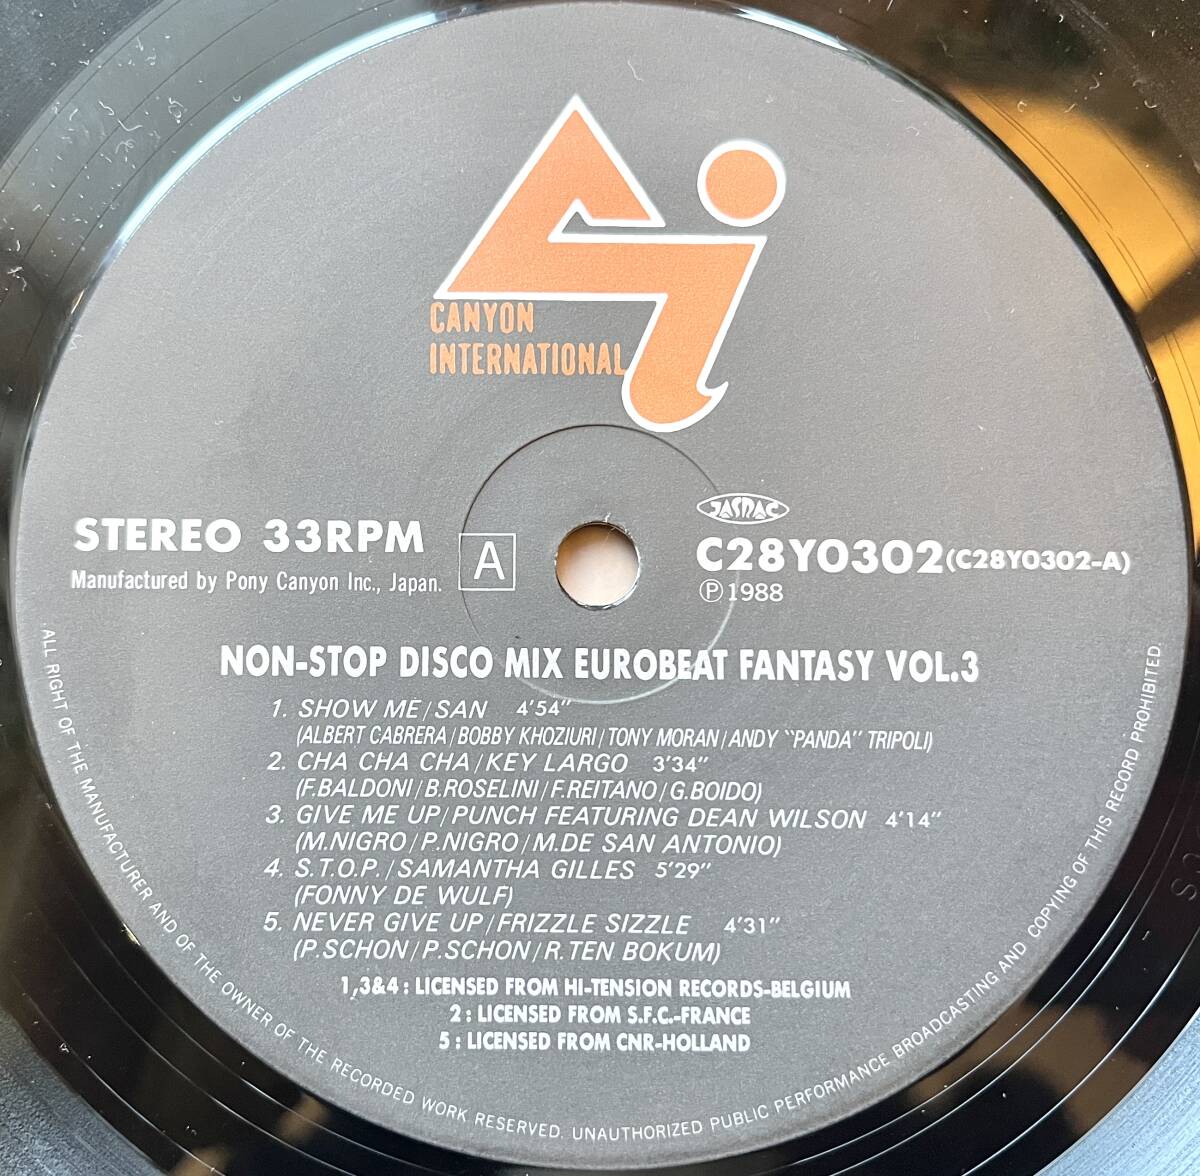 CANYON
INTERNATIONAL
STEREO 33RPM
Manufactured by Pony Canyon Inc., Japan.
A
JASRAC
C28Y0302(C28Y0302-A)
Ⓟ1988
NON-STOP DISCO MIX EUROBEAT FANTASY VOL.3
1. SHOW ME/SAN 4'54"
(ALBERT CABRERA/BOBBY KHOZIURI/TONY MORAN/ANDY "PANDA" TRIPOLI)
2. CHA CHA CHA/KEY LARGO 3'34"
(F.BALDONI/B.ROSELINI/F.REITANO/G.BOIDO)
3. GIVE ME UP/PUNCH FEATURING DEAN WILSON 4'14"
(M.NIGRO/P.NIGRO/M.DE SAN ANTONIO)
4. S.T.O.P./SAMANTHA GILLES 5'29"
(FONNY DE WULF)
5. NEVER GIVE UP/FRIZZLE SIZZLE 4'31"
(P.SCHON/P.SCHON/R.TEN BOKUM)
1,3&4 : LICENSED FROM HI-TENSION RECORDS-BELGIUM
2 : LICENSED FROM S.F.C.-FRANCE
5 : LICENSED FROM CNR-HOLLAND
ALL RIGHT OF THE MANUFACTURER AND OF THE OWNER OF THE RECORDED WORK RESERVED. UNAUTHORIZED PUBLIC PERFORMANCE BROADCASTING AND COPYING OF THIS RECORD PROHIBITED.